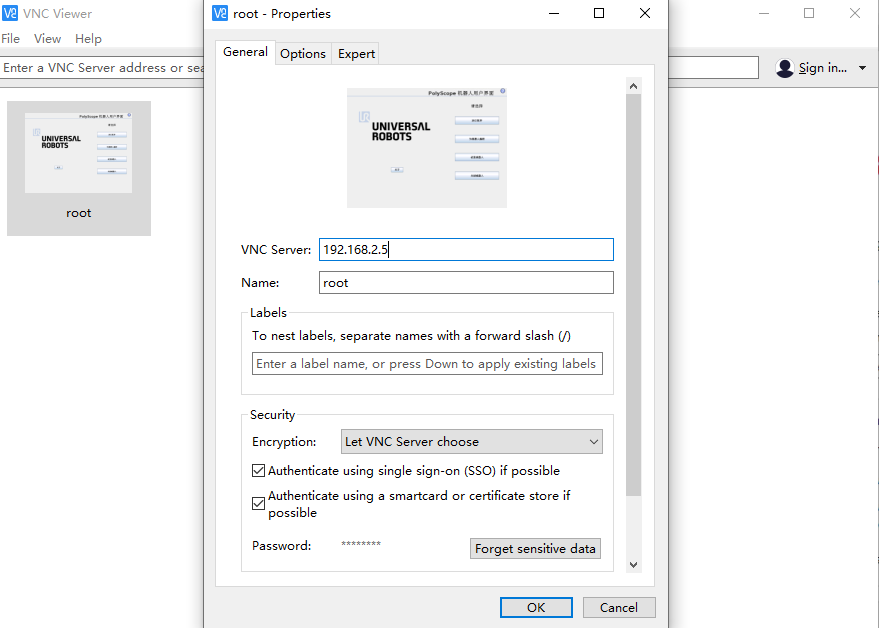 VNC Viewer
File View Help
Enter a VNC Server address or sea
Sign in...
UNIVERSAL
ROBOTS
root
root - Properties
General Options Expert
PolyScope 机器人用户界面
UNIVERSAL
ROBOTS
VNC Server: 192.168.2.5
Name: root
Labels
To nest labels, separate names with a forward slash (/)
Enter a label name, or press Down to apply existing labels
Security
Encryption: Let VNC Server choose
Authenticate using single sign-on (SSO) if possible
Authenticate using a smartcard or certificate store if
possible
Password: ********
Forget sensitive data
OK Cancel